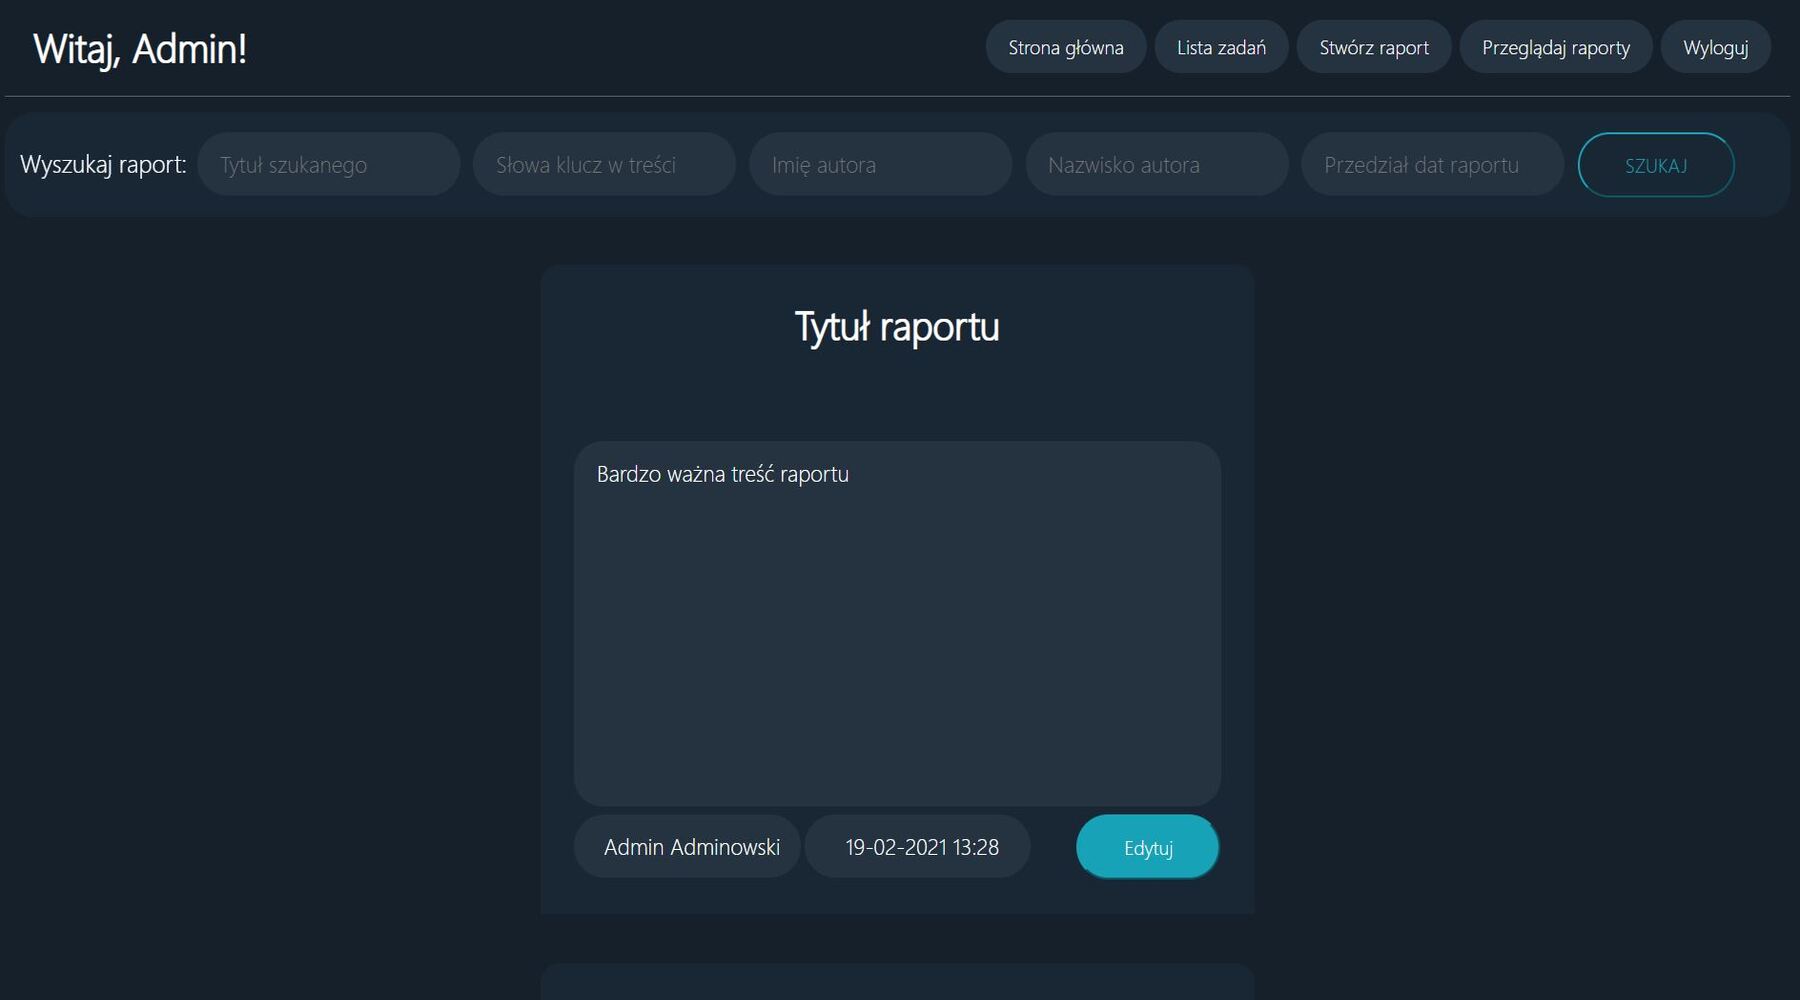 Witaj, Admin!
Strona główna
Lista zadań
Stwórz raport
Przeglądaj raporty
Wyloguj
Wyszukaj raport:
Tytuł szukanego
Słowa klucz w treści
Imię autora
Nazwisko autora
Przedział dat raportu
SZUKAJ
Tytuł raportu
Bardzo ważna treść raportu
Admin Adminowski
19-02-2021 13:28
Edytuj